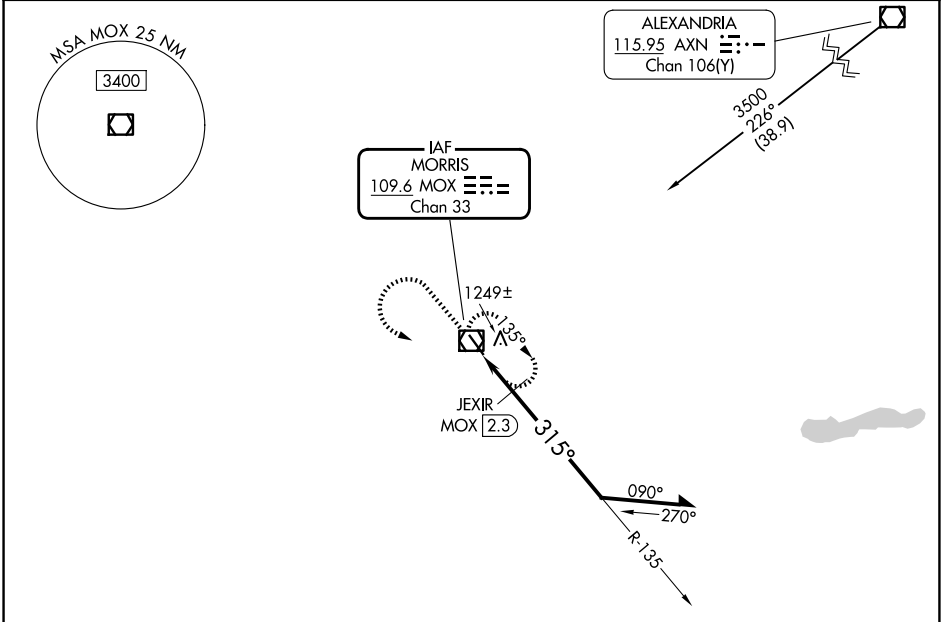 MSA MOX 25 NM
3400
ALEXANDRIA
115.95 AXN
Chan 106(Y)
3500
226°
(38.9)
IAF
MORRIS
109.6 MOX
Chan 33
1249±
135°
JEXIR
MOX 2.3
315°
090°
270°
R-135